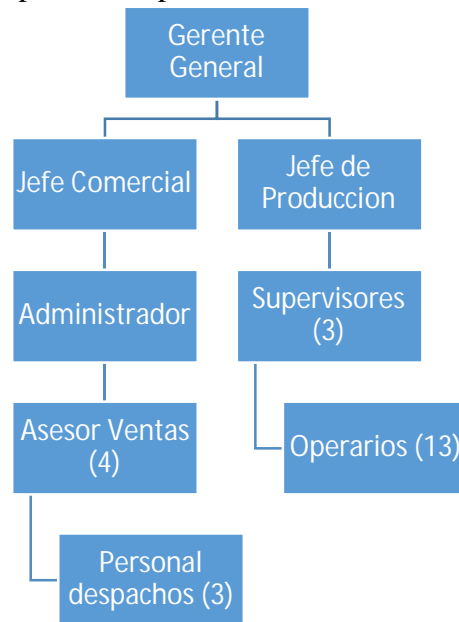 Gerente
General
Jefe Comercial
Jefe de
Produccion
Administrador
Supervisores
(3)
Asesor Ventas
(4)
Operarios (13)
Personal
despachos (3)